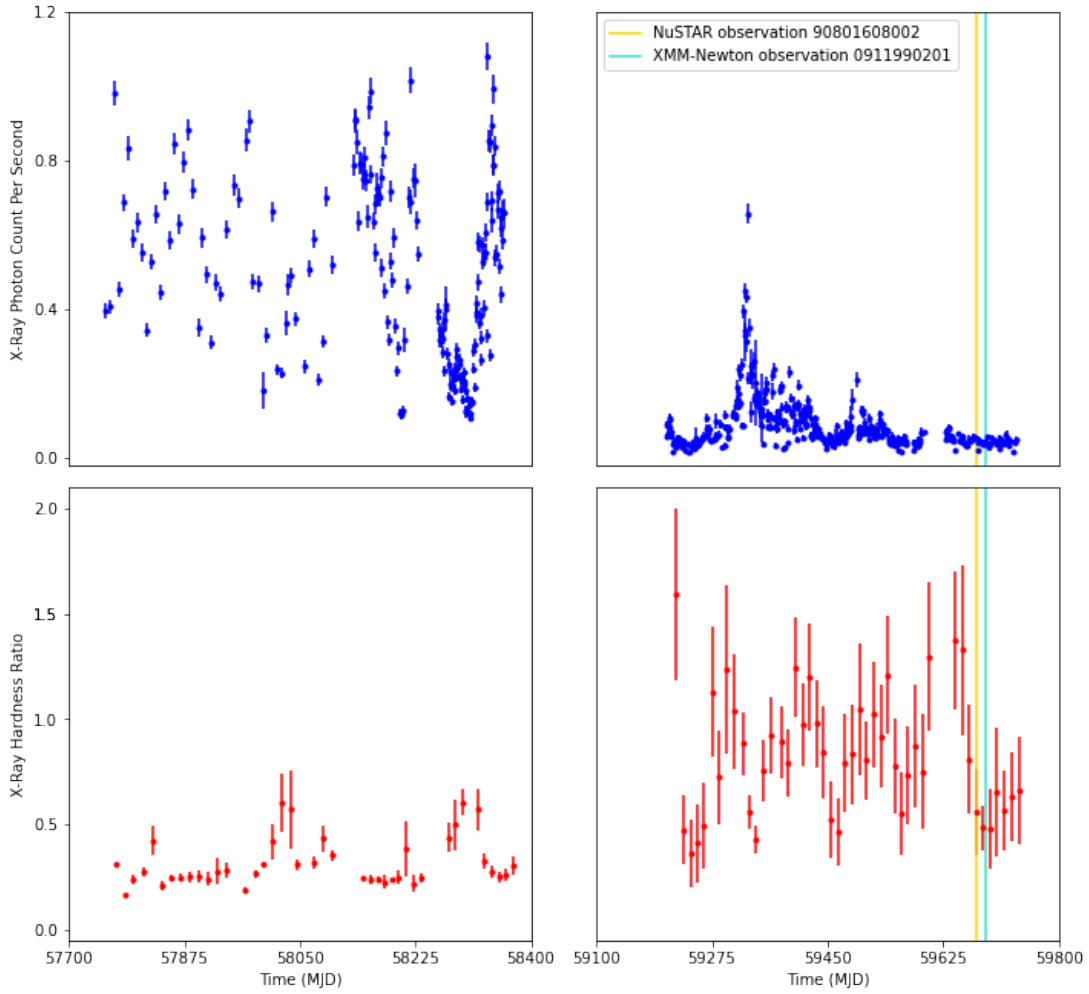 1.2
0.8
0.4
0.0
X-Ray Photon Count Per Second
NuSTAR observation 90801608002
XMM-Newton observation 0911990201
2.0
1.5
1.0
0.5
0.0
X-Ray Hardness Ratio
57700 57875 58050 58225 58400
Time (MJD)
59100 59275 59450 59625 59800
Time (MJD)